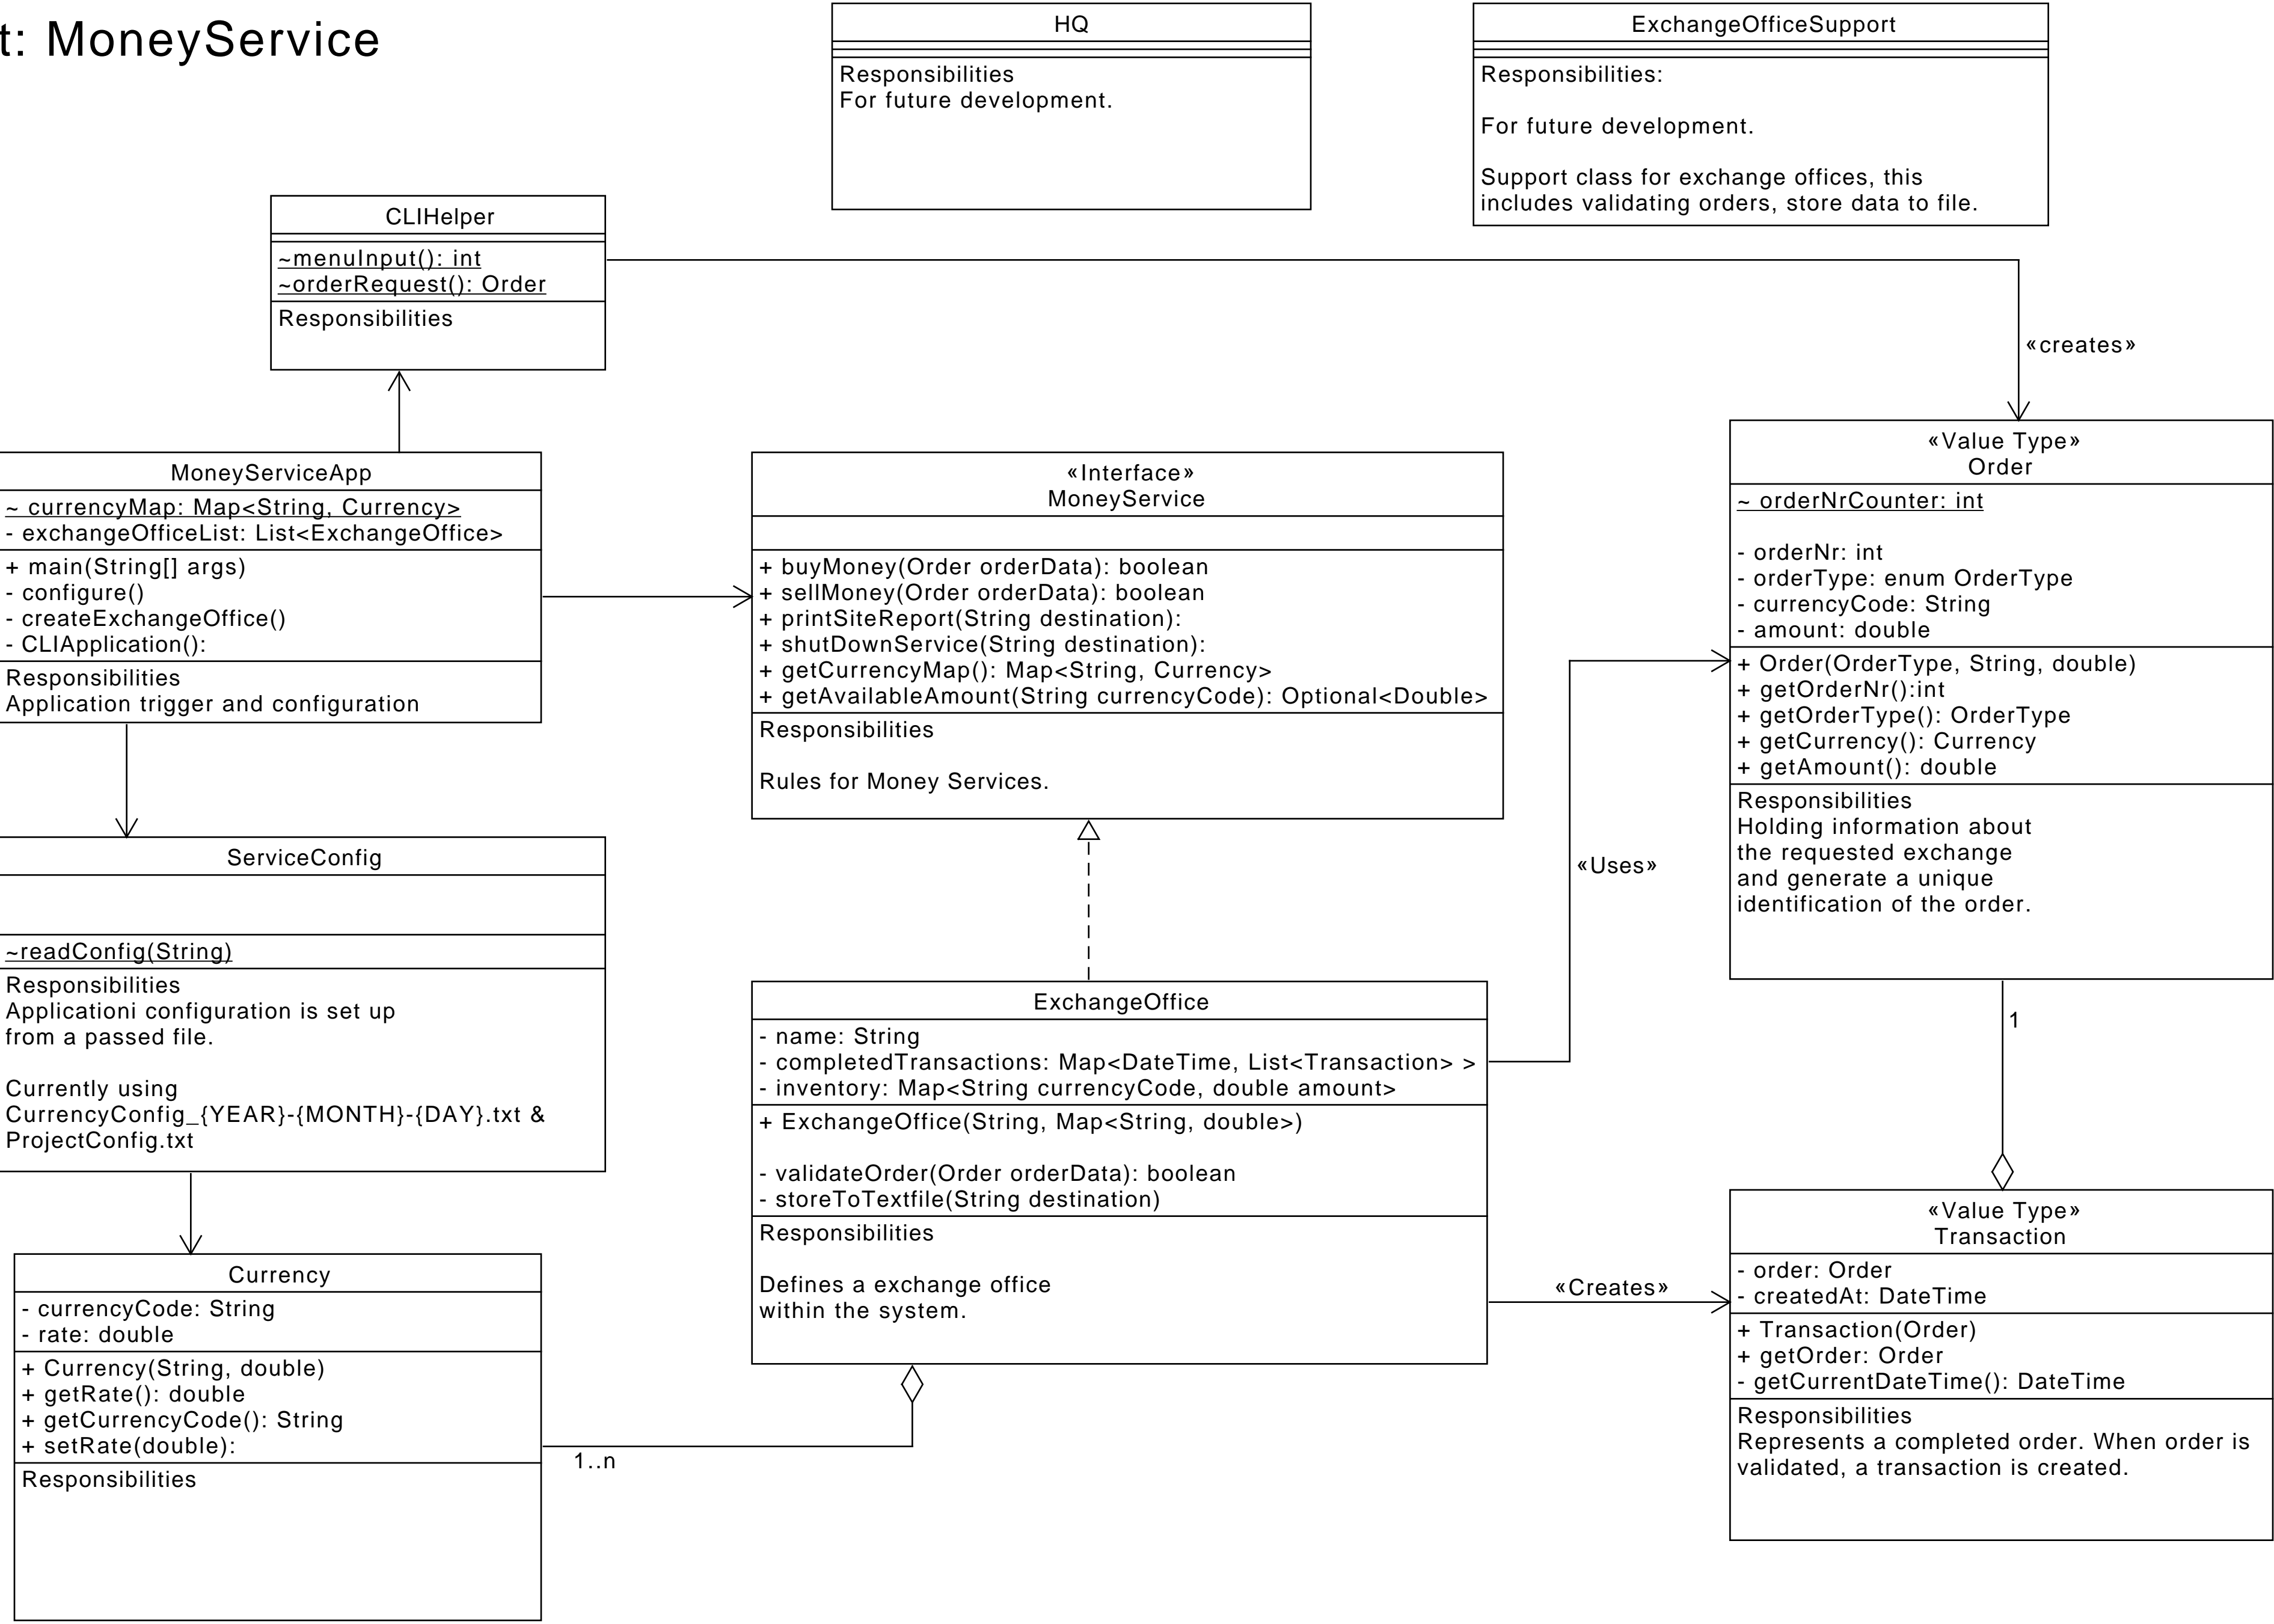 t: MoneyService
HQ
Responsibilities
For future development.
ExchangeOfficeSupport
Responsibilities:
For future development.
Support class for exchange offices, this
includes validating orders, store data to file.
CLIHelper
~menuInput(): int
~orderRequest(): Order
Responsibilities
«creates»
MoneyServiceApp
~ currencyMap: Map<String, Currency>
- exchangeOfficeList: List<ExchangeOffice>
+ main(String[] args)
- configure()
- createExchangeOffice()
- CLIApplication():
Responsibilities
Application trigger and configuration
«Interface»
MoneyService
+ buyMoney(Order orderData): boolean
+ sellMoney(Order orderData): boolean
+ printSiteReport(String destination):
+ shutDownService(String destination):
+ getCurrencyMap(): Map<String, Currency>
+ getAvailableAmount(String currencyCode): Optional<Double>
Responsibilities
Rules for Money Services.
«Value Type»
Order
~ orderNrCounter: int
- orderNr: int
- orderType: enum OrderType
- currencyCode: String
- amount: double
+ Order(OrderType, String, double)
+ getOrderNr():int
+ getOrderType(): OrderType
+ getCurrency(): Currency
+ getAmount(): double
Responsibilities
Holding information about
the requested exchange
and generate a unique
identification of the order.
«Uses»
ServiceConfig
~readConfig(String)
Responsibilities
Applicationi configuration is set up
from a passed file.
Currently using
CurrencyConfig_{YEAR}-{MONTH}-{DAY}.txt &
ProjectConfig.txt
ExchangeOffice
- name: String
- completedTransactions: Map<DateTime, List<Transaction> >
- inventory: Map<String currencyCode, double amount>
+ ExchangeOffice(String, Map<String, double>)
- validateOrder(Order orderData): boolean
- storeToTextfile(String destination)
Responsibilities
Defines a exchange office
within the system.
1
«Creates»
«Value Type»
Transaction
- order: Order
- createdAt: DateTime
+ Transaction(Order)
+ getOrder: Order
- getCurrentDateTime(): DateTime
Responsibilities
Represents a completed order. When order is
validated, a transaction is created.
Currency
- currencyCode: String
- rate: double
+ Currency(String, double)
+ getRate(): double
+ getCurrencyCode(): String
+ setRate(double):
Responsibilities
1..n